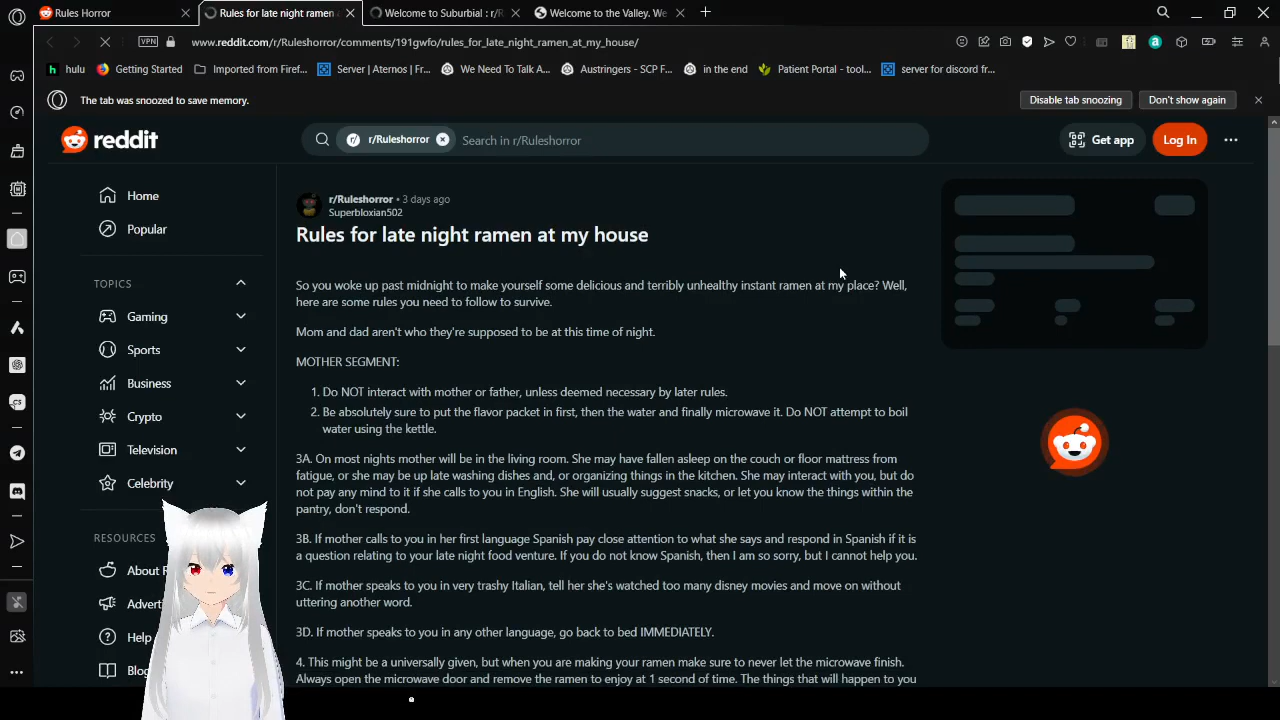 Rules Horror
Rules for late night ramen
Welcome to Suburbial : r/R
Welcome to the Valley. We
VPN
www.reddit.com/r/Ruleshorror/comments/191gwfo/rules_for_late_night_ramen_at_my_house/
hulu
Getting Started
Imported from Firef...
Server | Aternos | Fr...
We Need To Talk A...
Austringers - SCP F...
in the end
Patient Portal - tool...
server for discord fr...
The tab was snoozed to save memory.
Disable tab snoozing
Don't show again
reddit
r/ r/Ruleshorror
Search in r/Ruleshorror
Get app
Log In
Home
Popular
TOPICS
Gaming
Sports
Business
Crypto
Television
Celebrity
RESOURCES
About R
Adverti
Help
Blog
r/Ruleshorror • 3 days ago
Superbloxian502
Rules for late night ramen at my house
So you woke up past midnight to make yourself some delicious and terribly unhealthy instant ramen at my place? Well,
here are some rules you need to follow to survive.
Mom and dad aren't who they're supposed to be at this time of night.
MOTHER SEGMENT:
1. Do NOT interact with mother or father, unless deemed necessary by later rules.
2. Be absolutely sure to put the flavor packet in first, then the water and finally microwave it. Do NOT attempt to boil
water using the kettle.
3A. On most nights mother will be in the living room. She may have fallen asleep on the couch or floor mattress from
fatigue, or she may be up late washing dishes and, or organizing things in the kitchen. She may interact with you, but do
not pay any mind to it if she calls to you in English. She will usually suggest snacks, or let you know the things within the
pantry, don't respond.
3B. If mother calls to you in her first language Spanish pay close attention to what she says and respond in Spanish if it is
a question relating to your late night food venture. If you do not know Spanish, then I am so sorry, but I cannot help you.
3C. If mother speaks to you in very trashy Italian, tell her she's watched too many disney movies and move on without
uttering another word.
3D. If mother speaks to you in any other language, go back to bed IMMEDIATELY.
4. This might be a universally given, but when you are making your ramen make sure to never let the microwave finish.
Always open the microwave door and remove the ramen to enjoy at 1 second of time. The things that will happen to you